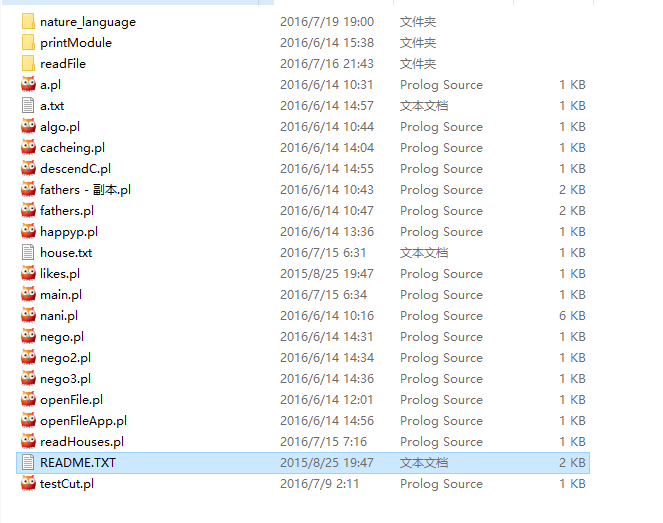 nature_language 2016/7/19 19:00 文件夹
printModule 2016/6/14 15:38 文件夹
readFile 2016/7/16 21:43 文件夹
a.pl 2016/6/14 10:31 Prolog Source 1 KB
a.txt 2016/6/14 14:57 文本文档 1 KB
algo.pl 2016/6/14 10:44 Prolog Source 1 KB
cacheing.pl 2016/6/14 14:04 Prolog Source 1 KB
descendC.pl 2016/6/14 14:55 Prolog Source 1 KB
fathers - 副本.pl 2016/6/14 10:43 Prolog Source 2 KB
fathers.pl 2016/6/14 10:47 Prolog Source 2 KB
happyp.pl 2016/6/14 13:36 Prolog Source 1 KB
house.txt 2016/7/15 6:31 文本文档 1 KB
likes.pl 2015/8/25 19:47 Prolog Source 1 KB
main.pl 2016/7/15 6:34 Prolog Source 1 KB
nani.pl 2016/6/14 10:16 Prolog Source 6 KB
nego.pl 2016/6/14 14:31 Prolog Source 1 KB
nego2.pl 2016/6/14 14:34 Prolog Source 1 KB
nego3.pl 2016/6/14 14:36 Prolog Source 1 KB
openFile.pl 2016/6/14 12:01 Prolog Source 1 KB
openFileApp.pl 2016/6/14 14:56 Prolog Source 1 KB
readHouses.pl 2016/7/15 7:16 Prolog Source 1 KB
README.TXT 2015/8/25 19:47 文本文档 2 KB
testCut.pl 2016/7/9 2:11 Prolog Source 1 KB